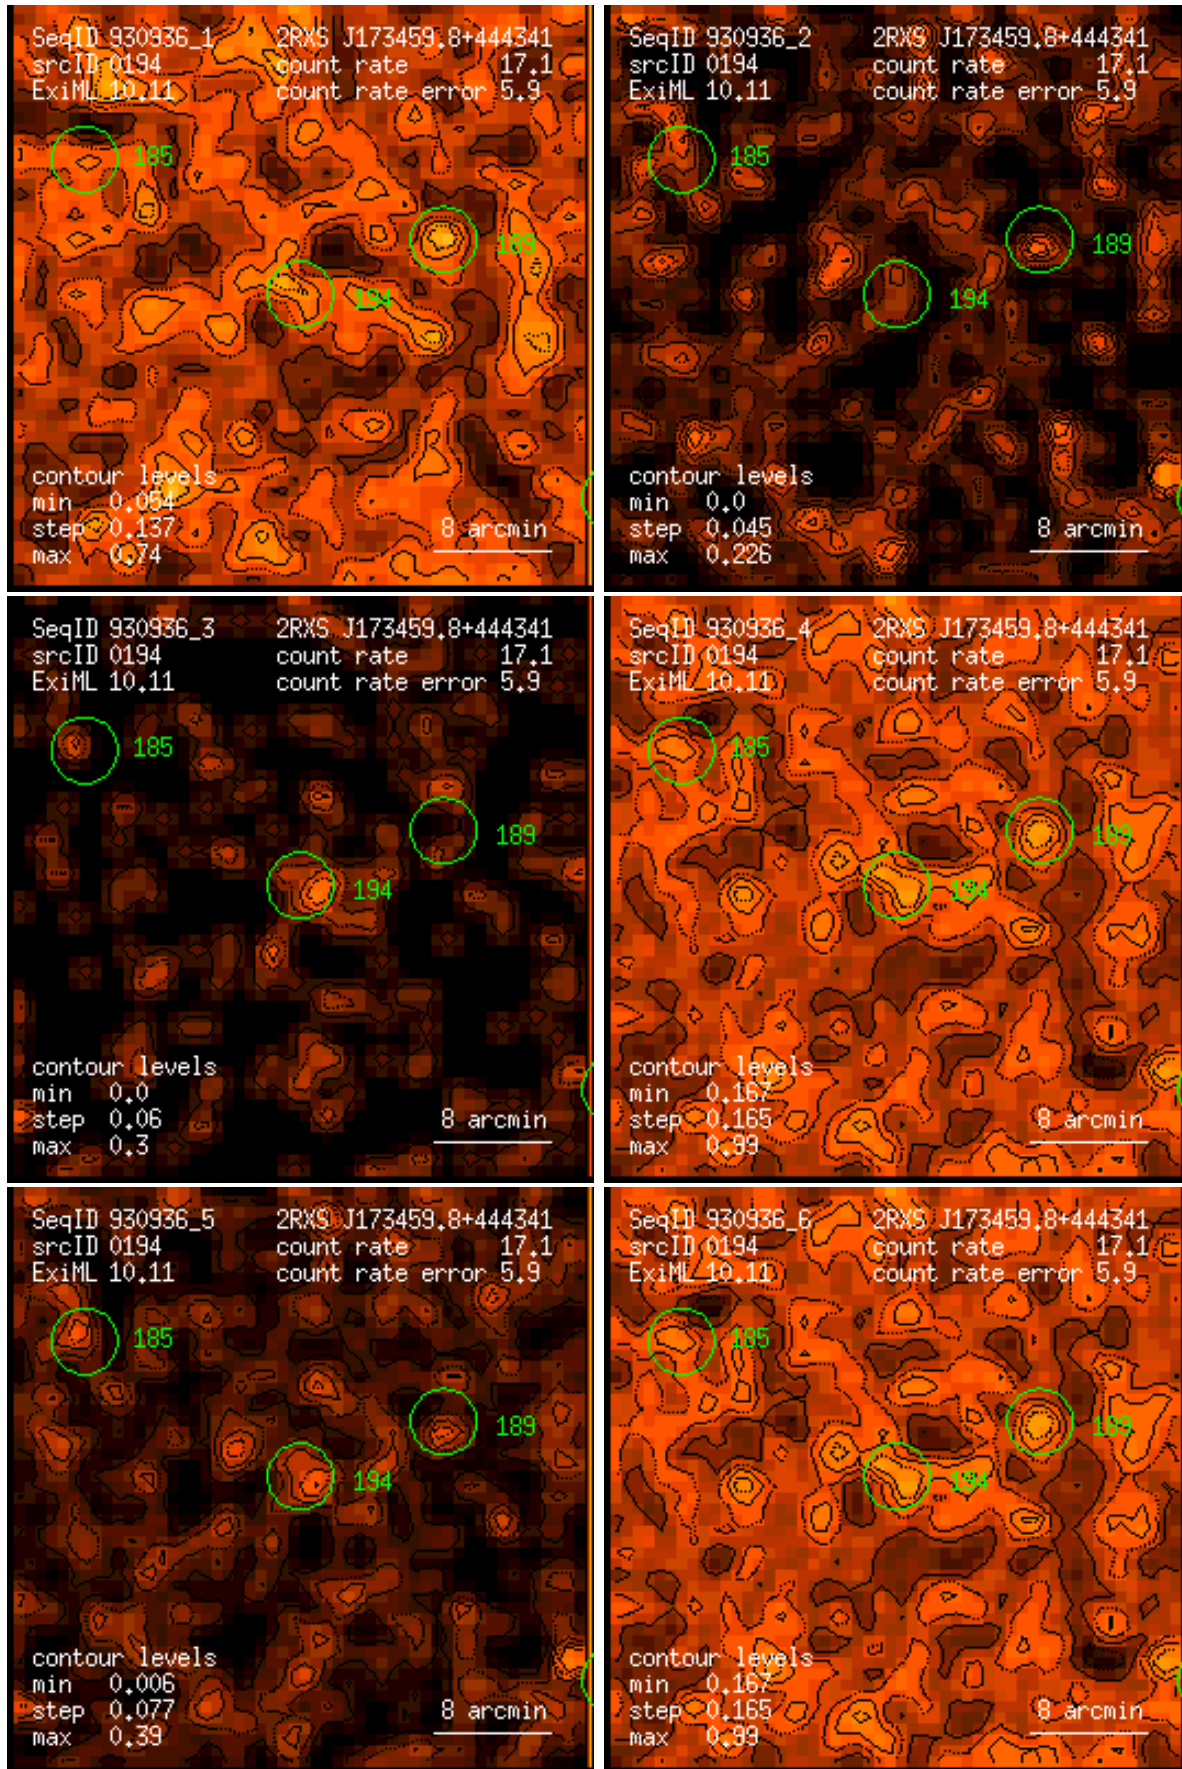 SeqID 930936_1 2RXS J173459.8+444341
srcID 0194 count rate 17.1
ExiML 10.11 count rate error 5.9
185
189
194
contour levels
min 0.054
step 0.137
max 0.74
8 arcmin
SeqID 930936_2 2RXS J173459.8+444341
srcID 0194 count rate 17.1
ExiML 10.11 count rate error 5.9
185
189
194
contour levels
min 0.0
step 0.045
max 0.226
8 arcmin
SeqID 930936_3 2RXS J173459.8+444341
srcID 0194 count rate 17.1
ExiML 10.11 count rate error 5.9
185
189
194
contour levels
min 0.0
step 0.06
max 0.3
8 arcmin
SeqID 930936_4 2RXS J173459.8+444341
srcID 0194 count rate 17.1
ExiML 10.11 count rate error 5.9
185
189
194
contour levels
min 0.167
step 0.165
max 0.99
8 arcmin
SeqID 930936_5 2RXS J173459.8+444341
srcID 0194 count rate 17.1
ExiML 10.11 count rate error 5.9
185
189
194
contour levels
min 0.006
step 0.077
max 0.39
8 arcmin
SeqID 930936_6 2RXS J173459.8+444341
srcID 0194 count rate 17.1
ExiML 10.11 count rate error 5.9
185
189
194
contour levels
min 0.167
step 0.165
max 0.99
8 arcmin